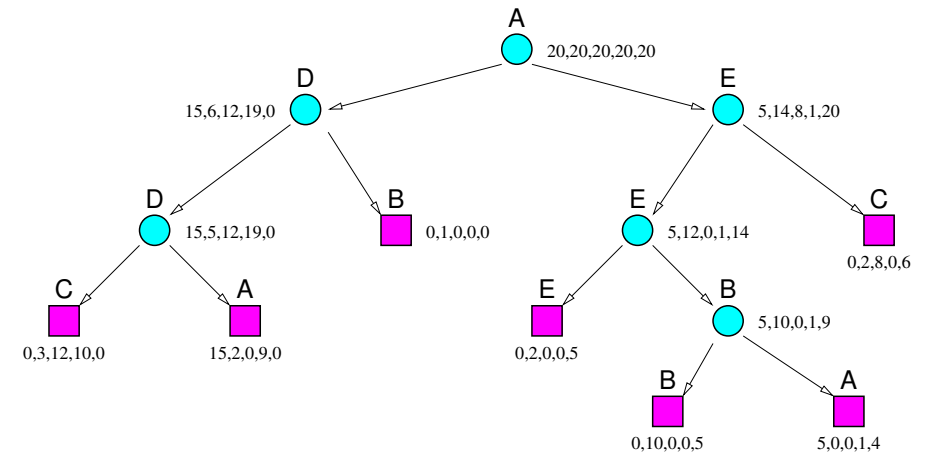 A
20,20,20,20,20
D
15,6,12,19,0
E
5,14,8,1,20
D
15,5,12,19,0
B
0,1,0,0,0
E
5,12,0,1,14
C
0,2,8,0,6
C
0,3,12,10,0
A
15,2,0,9,0
E
0,2,0,0,5
B
5,10,0,1,9
B
0,10,0,0,5
A
5,0,0,1,4